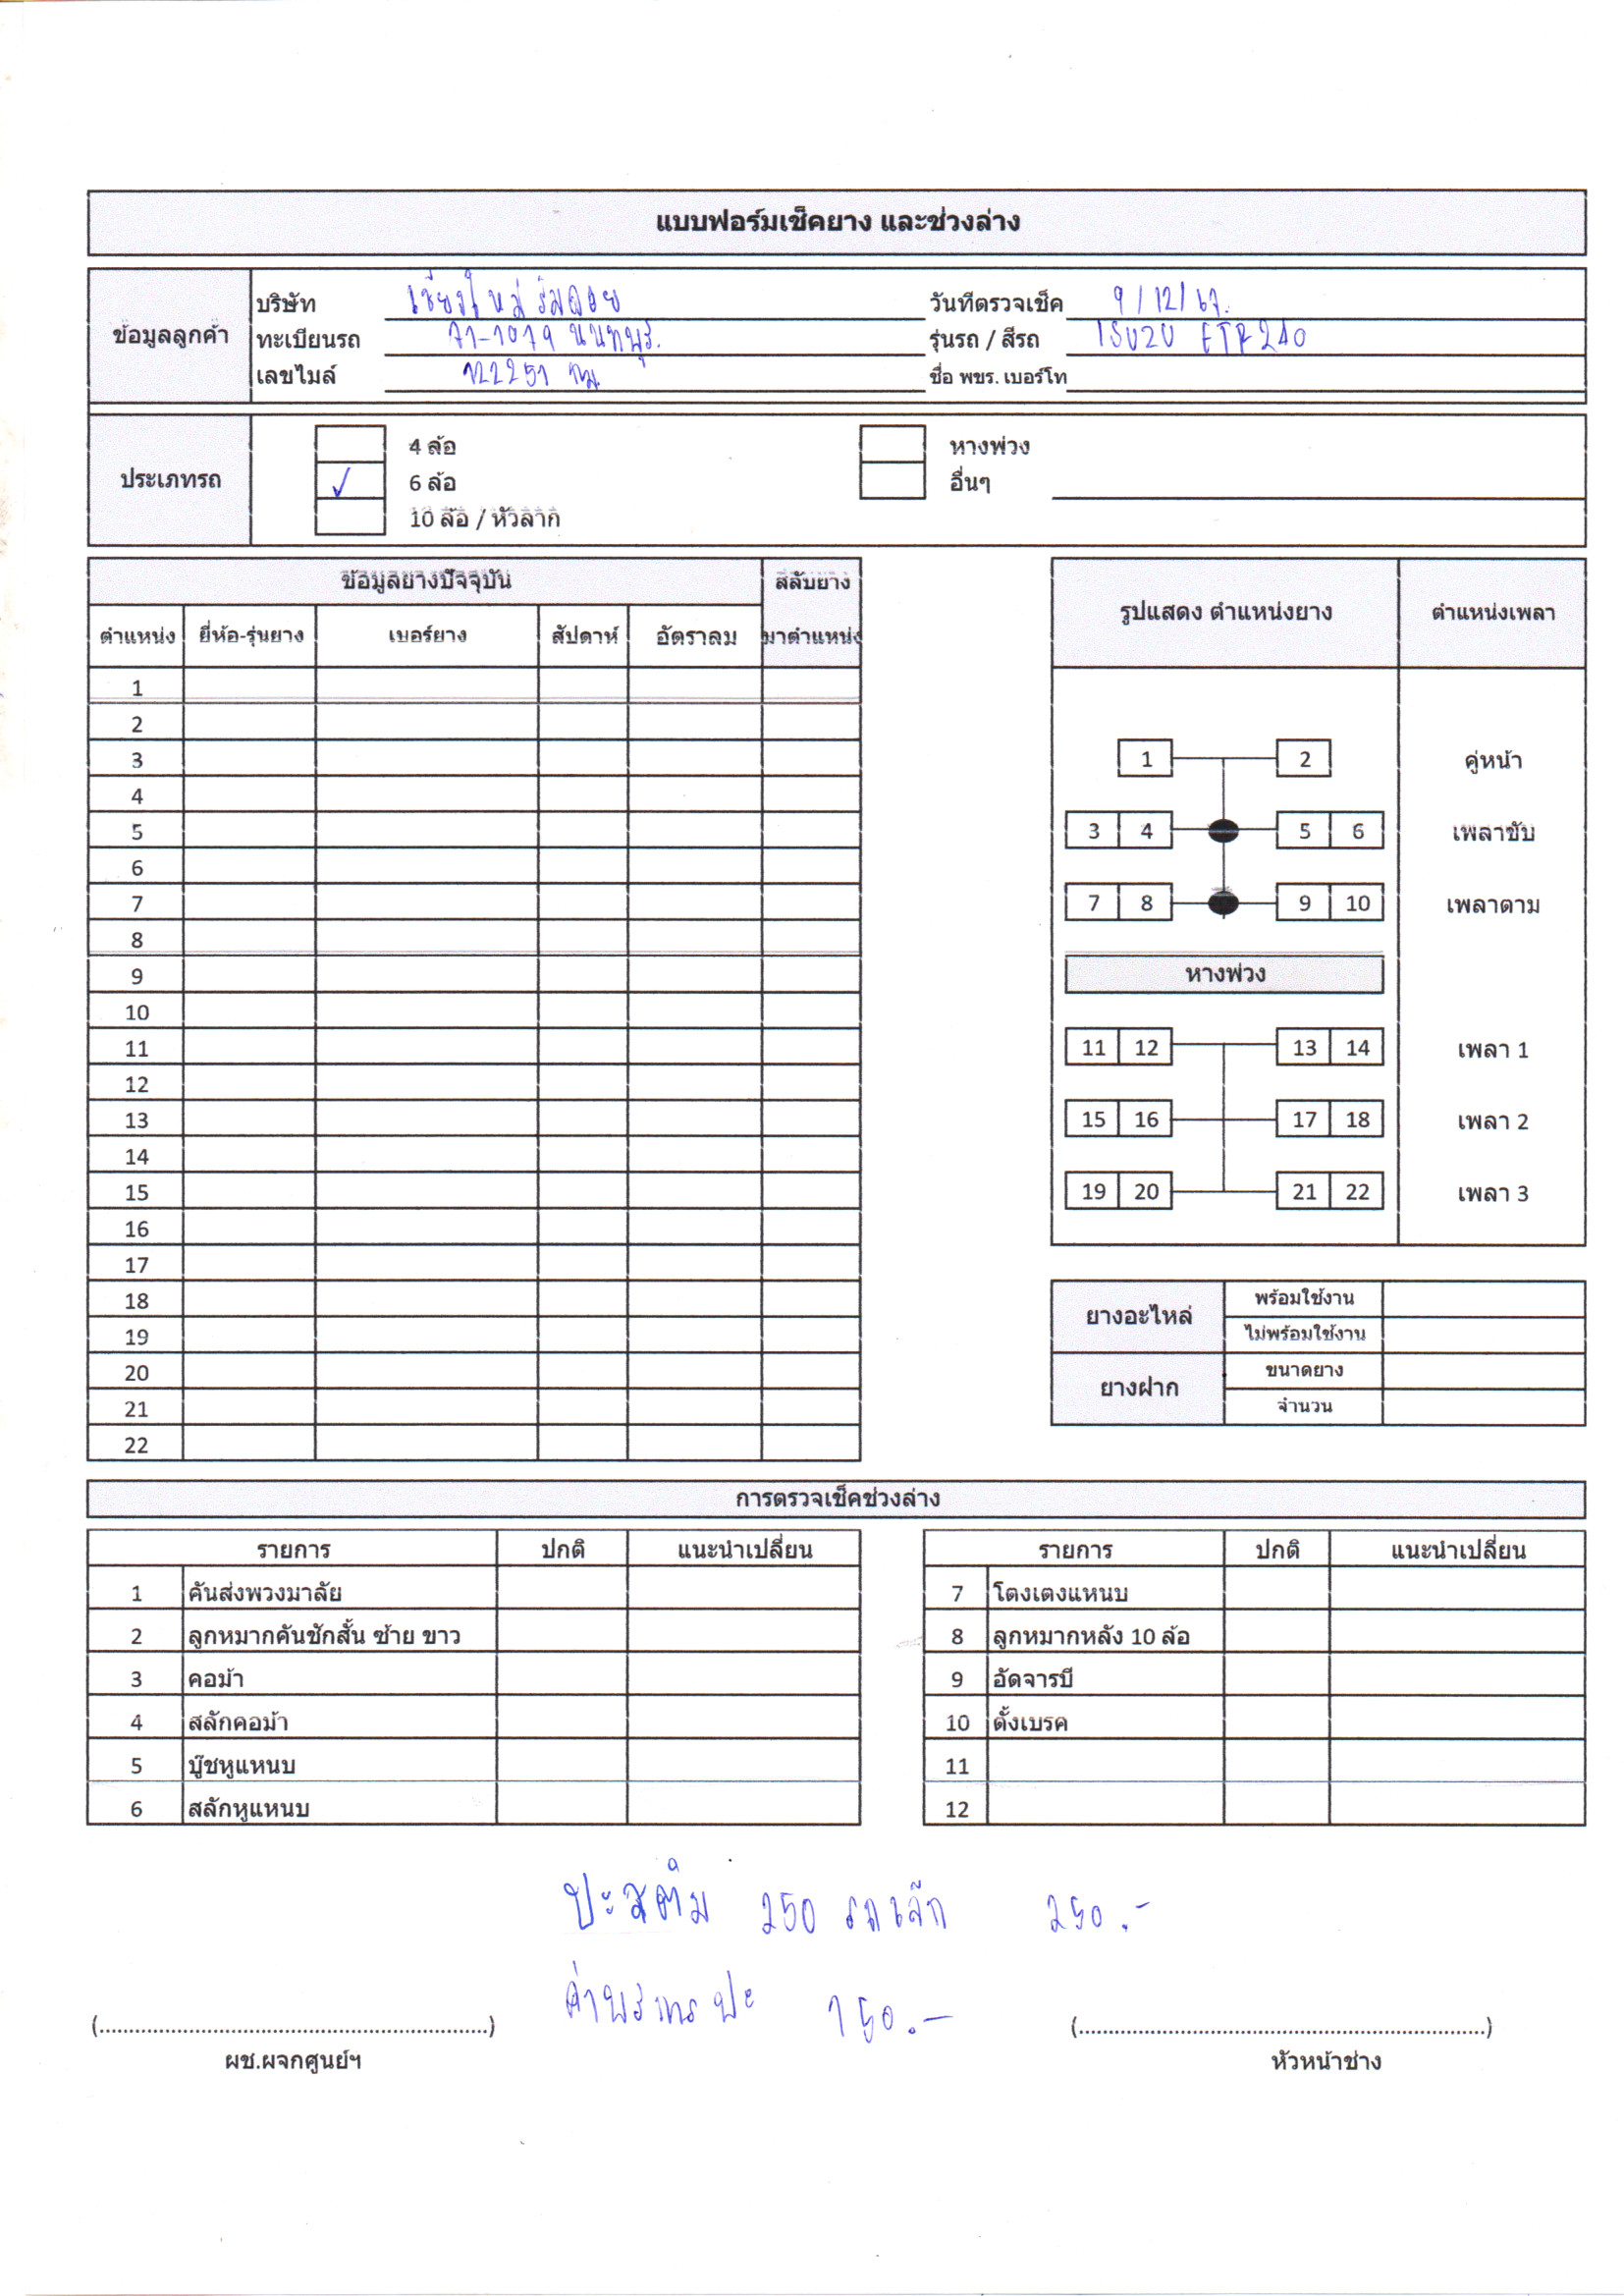 แบบฟอร์มเช็คยาง และช่วงล่าง
ข้อมูลลูกค้า
บริษัท เชียงใหม่ริมดอย วันที่ตรวจเช็ค 9/12/67.
ทะเบียนรถ 71-1079 นนทบุรี. รุ่นรถ / สีรถ ISUZU FTR240
เลขไมล์ 122251 กม. ชื่อ พขร. เบอร์โท
ประเภทรถ
4 ล้อ หางพ่วง
✓ 6 ล้อ อื่นๆ
10 ล้อ / หัวลาก
ข้อมูลยางปัจจุบัน สลับยาง
ตำแหน่ง ยี่ห้อ-รุ่นยาง เบอร์ยาง สัปดาห์ อัตราลม มาตำแหน่ง
1
2
3
4
5
6
7
8
9
10
11
12
13
14
15
16
17
18
19
20
21
22
รูปแสดง ตำแหน่งยาง ตำแหน่งเพลา
1 2 คู่หน้า
3 4 5 6 เพลาขับ
7 8 9 10 เพลาตาม
หางพ่วง
11 12 13 14 เพลา 1
15 16 17 18 เพลา 2
19 20 21 22 เพลา 3
ยางอะไหล่ พร้อมใช้งาน
ไม่พร้อมใช้งาน
ยางฝาก ขนาดยาง
จำนวน
การตรวจเช็คช่วงล่าง
รายการ ปกติ แนะนำเปลี่ยน
1 คันส่งพวงมาลัย
2 ลูกหมากคันชักสั้น ซ้าย ขาว
3 คอม้า
4 สลักคอม้า
5 บู๊ชหูแหนบ
6 สลักหูแหนบ
รายการ ปกติ แนะนำเปลี่ยน
7 โตงเตงแหนบ
8 ลูกหมากหลัง 10 ล้อ
9 อัดจารบี
10 ตั้งเบรค
11
12
ปะสตีม 250 รถเล็ก 250.-
ค่าบริการปะ 150.-
(..................................................................) (......................................................................)
ผช.ผจกศูนย์ฯ หัวหน้าช่าง